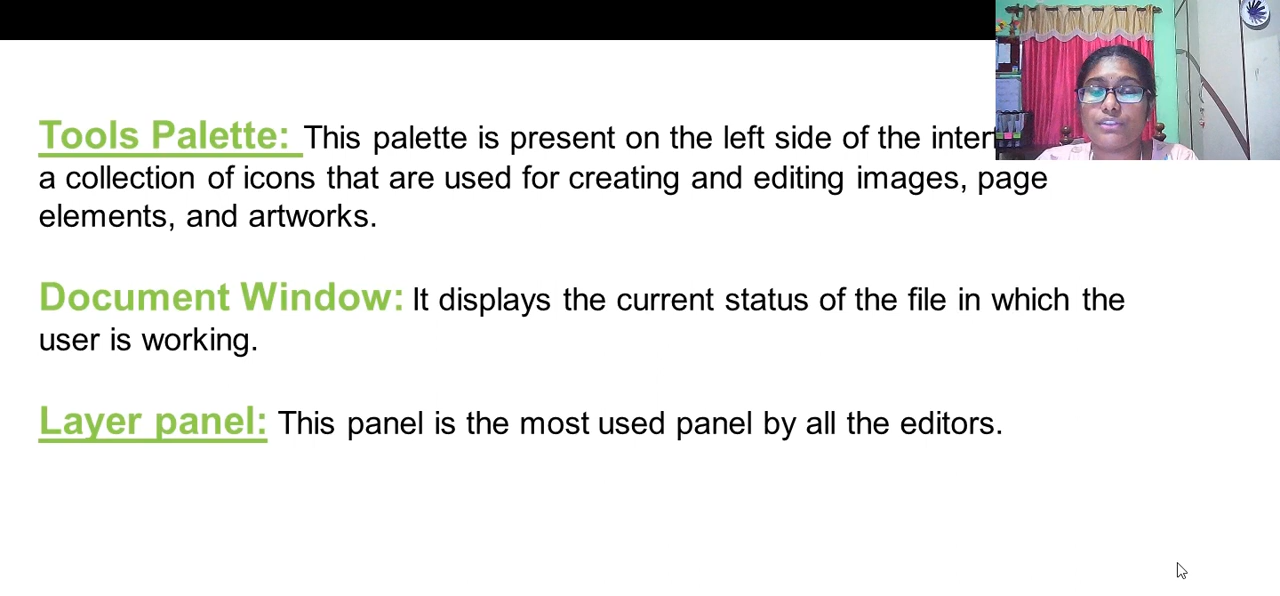 Tools Palette: This palette is present on the left side of the
a collection of icons that are used for creating and editing images, page
elements, and artworks.
Document Window: It displays the current status of the file in which the
user is working.
Layer panel: This panel is the most used panel by all the editors.